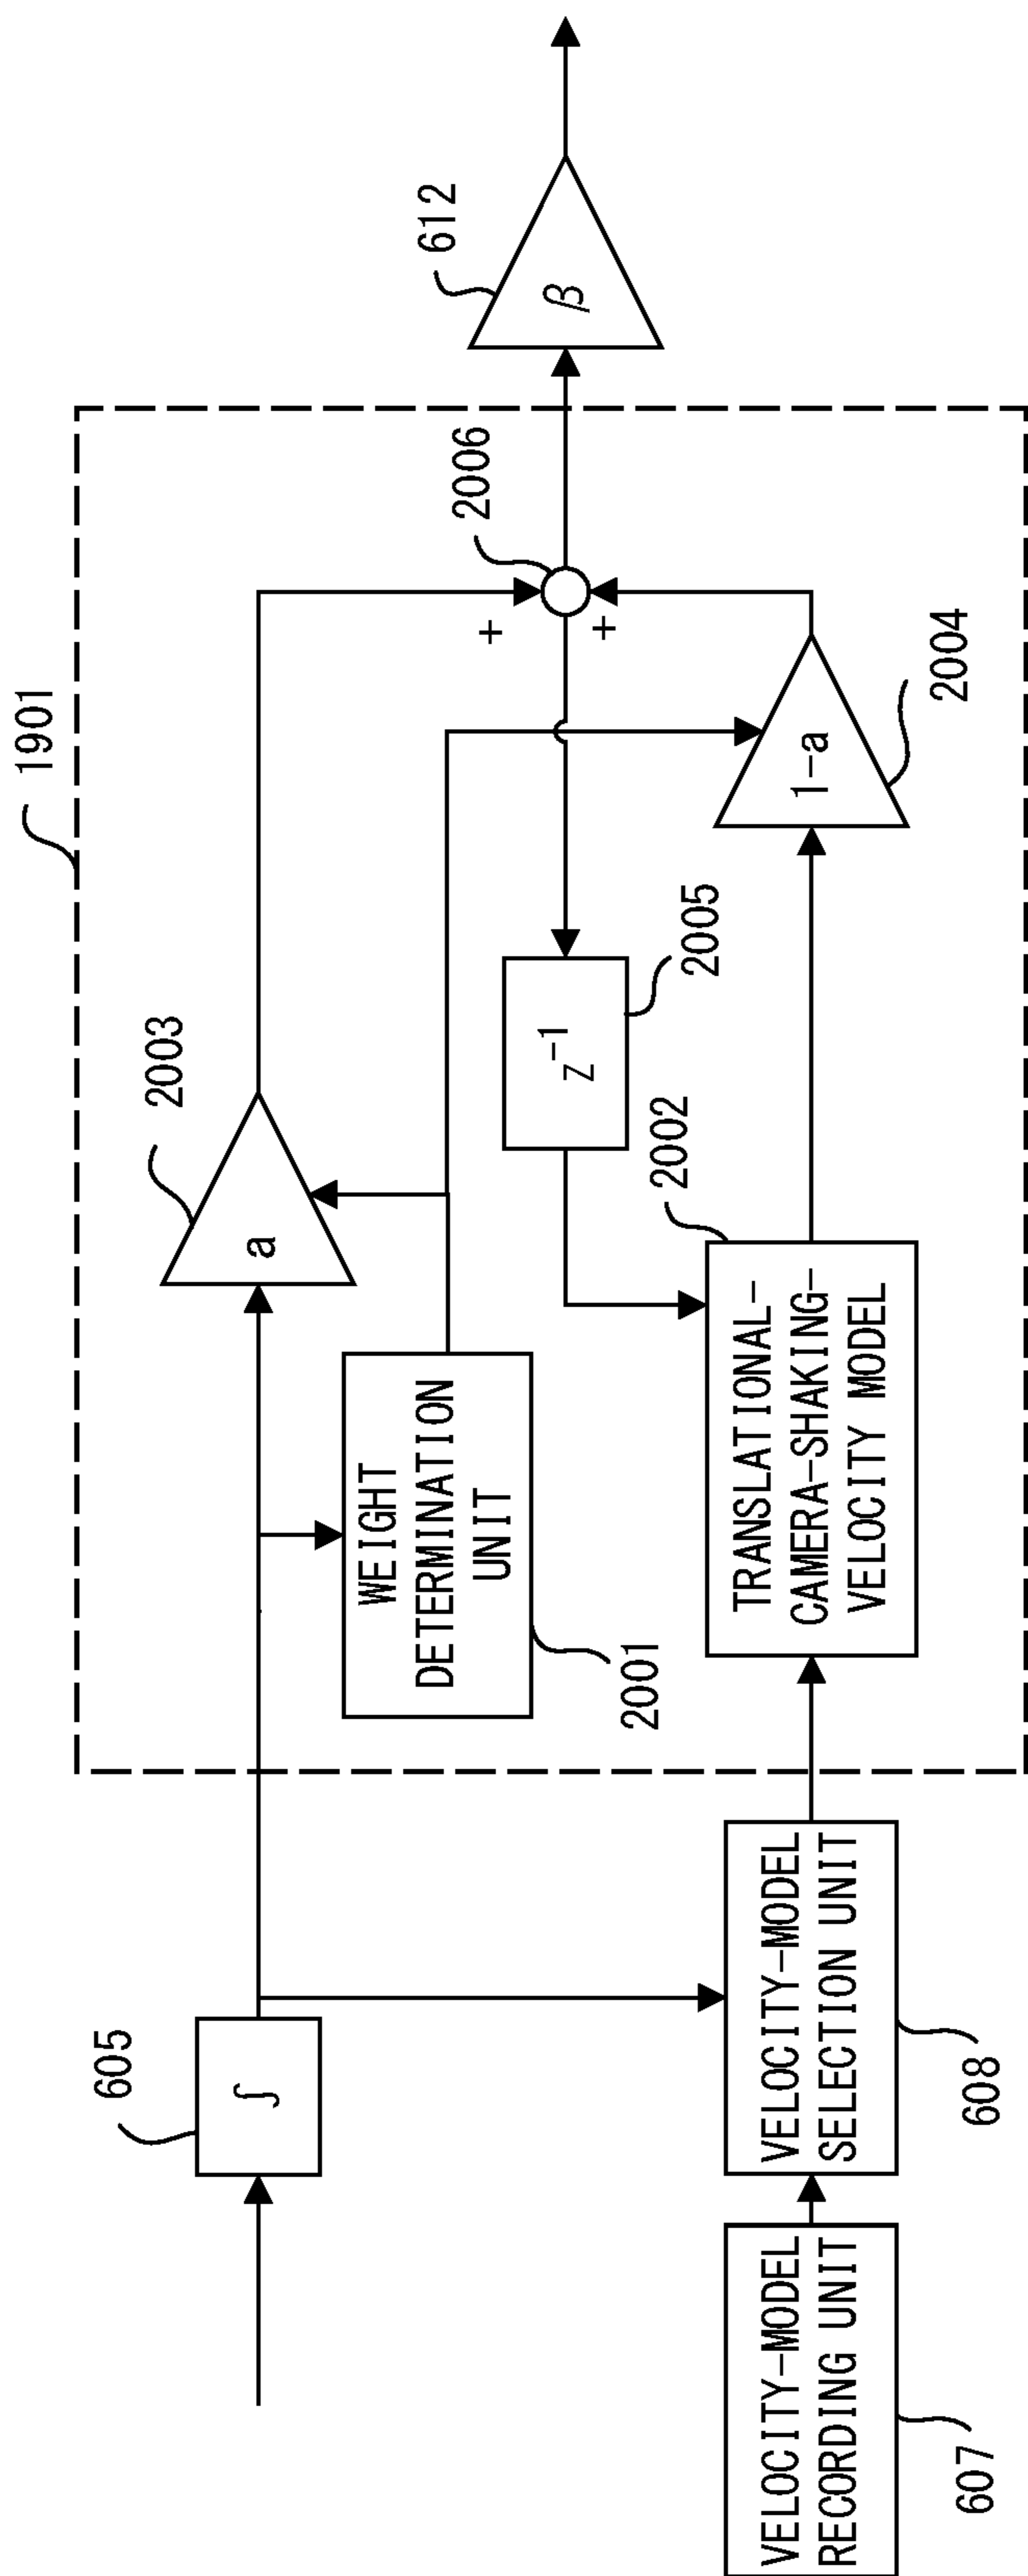 1901
605
∫
2003
a
WEIGHT
DETERMINATION
UNIT
2001
2006
+
+
612
β
z⁻¹
2005
2002
TRANSLATIONAL-
CAMERA-SHAKING-
VELOCITY MODEL
1-a
2004
VELOCITY-MODEL
RECORDING UNIT
607
VELOCITY-MODEL
SELECTION UNIT
608